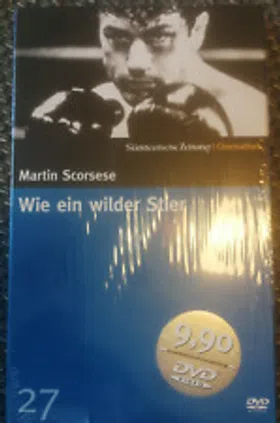 Süddeutsche Zeitung | Cinemathek
Martin Scorsese
Wie ein wilder Stier
9,90
DVD
27
DVD